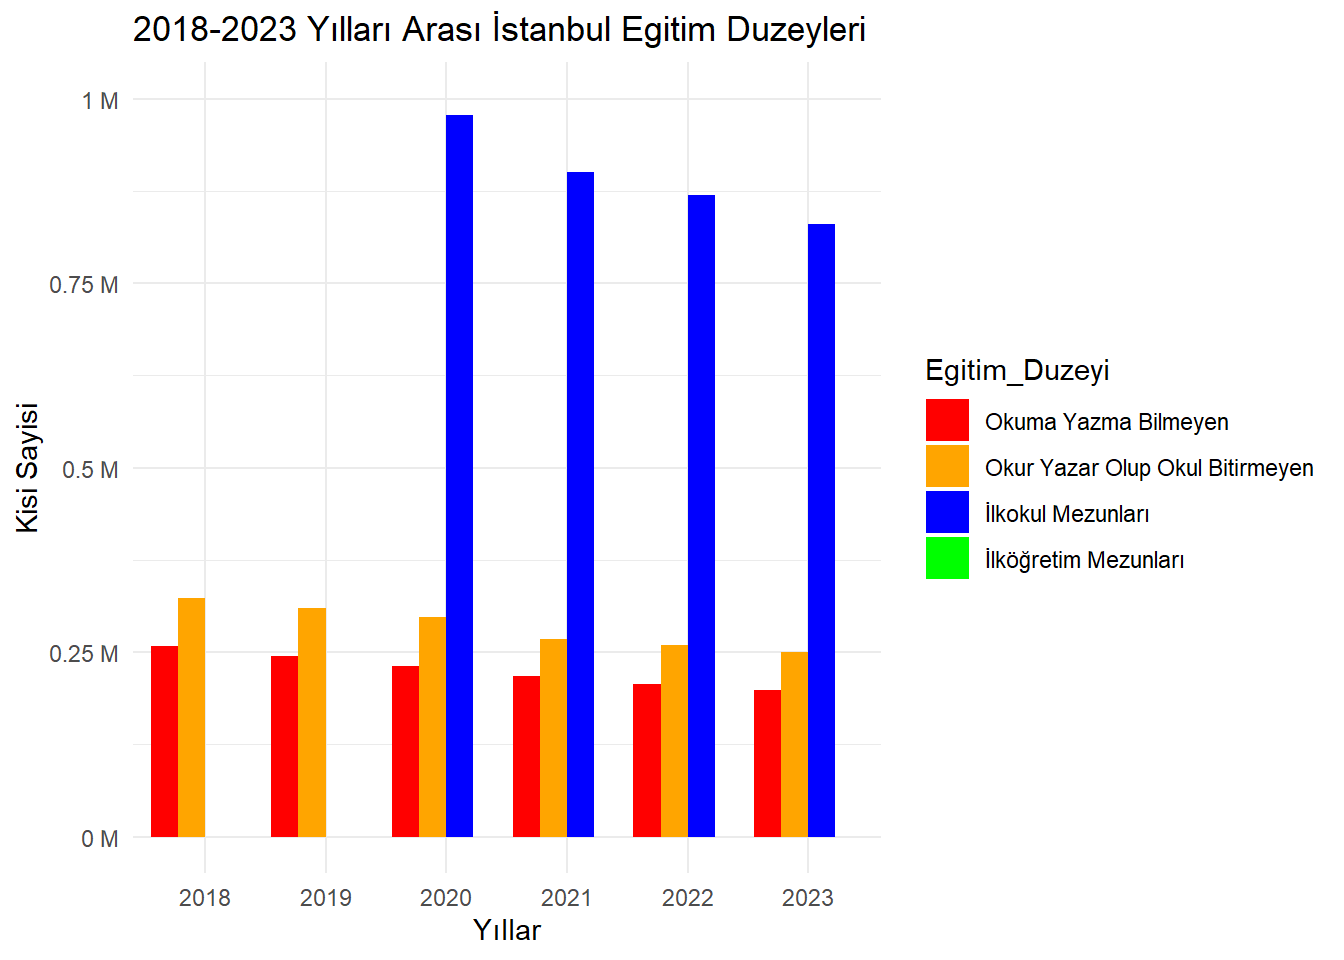 2018-2023 Yılları Arası İstanbul Egitim Duzeyleri
1 M
0.75 M
0.5 M
0.25 M
0 M
Kisi Sayisi
2018 2019 2020 2021 2022 2023
Yıllar
Egitim_Duzeyi
Okuma Yazma Bilmeyen
Okur Yazar Olup Okul Bitirmeyen
İlkokul Mezunları
İlköğretim Mezunları